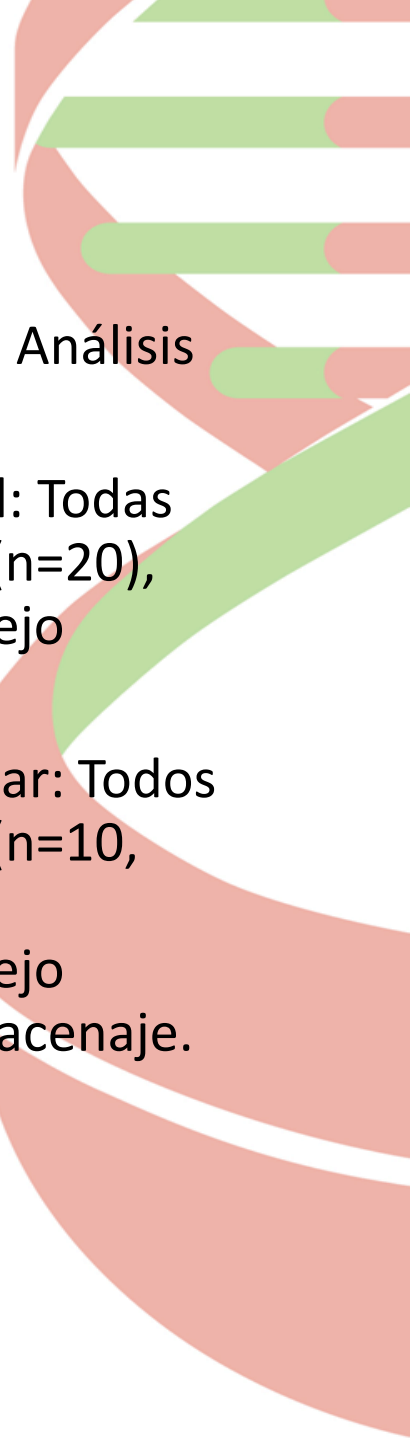 Análisis
l: Todas
(n=20),
ejo
ar: Todos
(n=10,
ejo
acenaje.